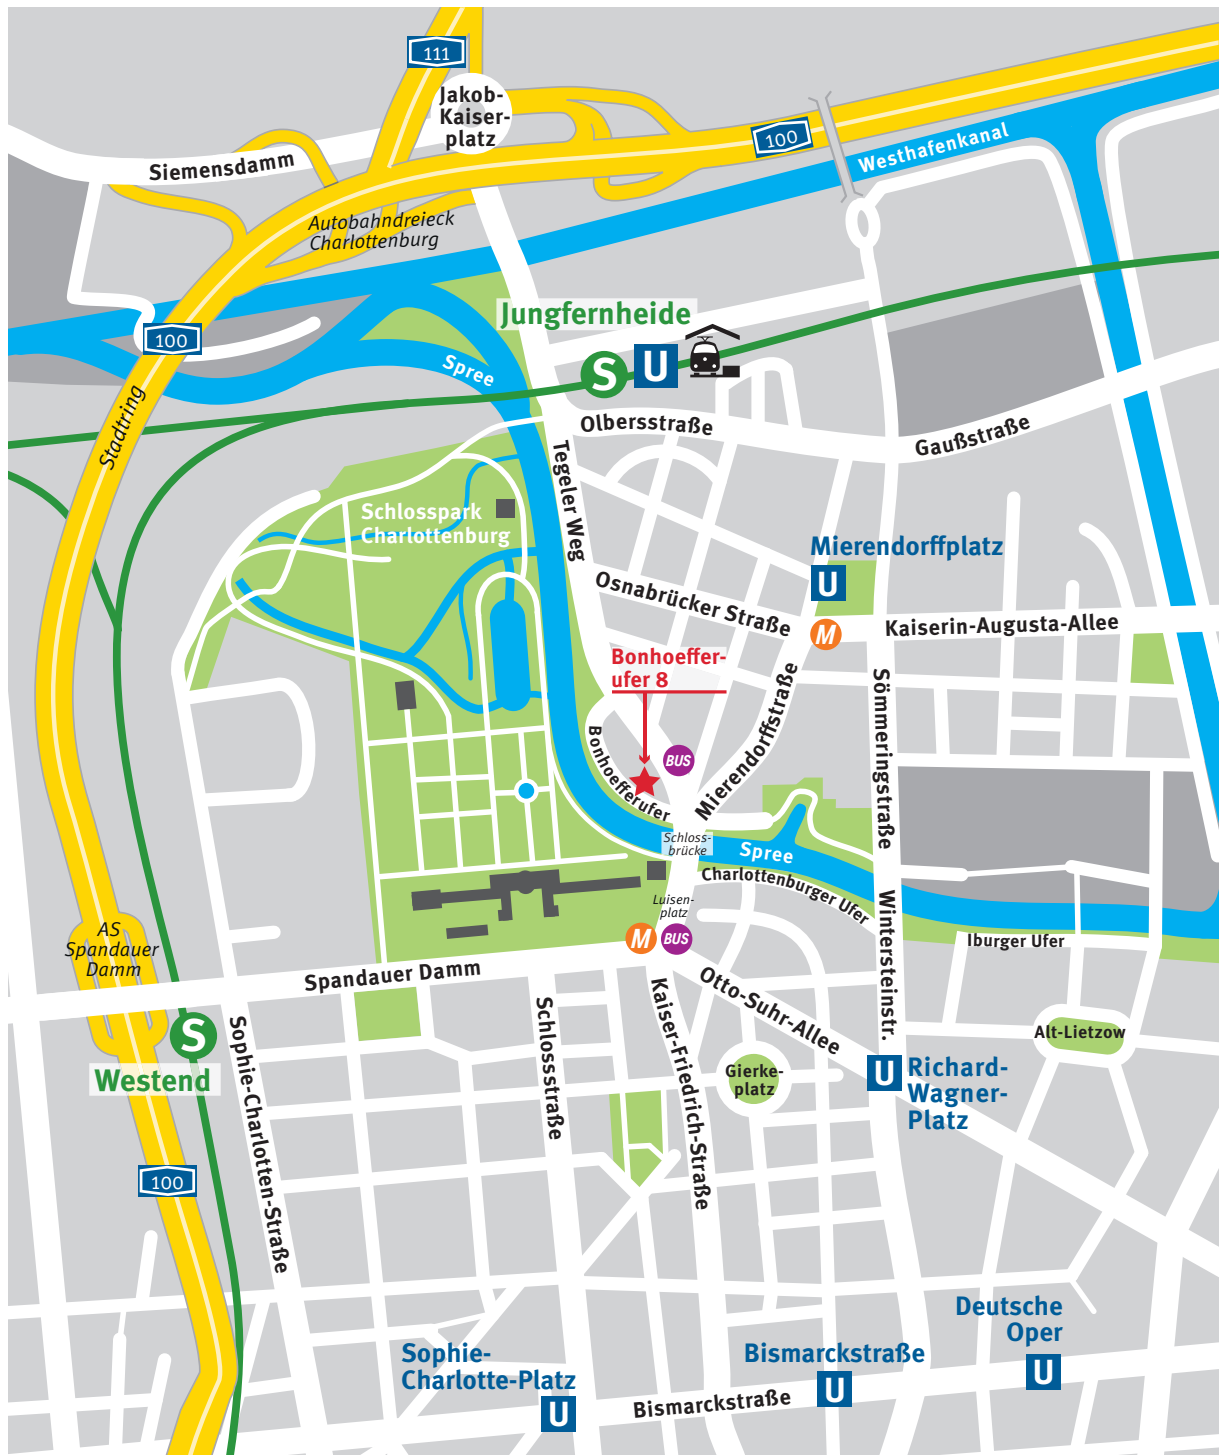 111
Jakob-
Kaiser-
platz
100
Siemensdamm
Westhafenkanal
Autobahndreieck
Charlottenburg
Jungfernheide
100
S
U
Spree
Stadtring
Olbersstraße
Gaußstraße
Tegeler Weg
Schlosspark
Charlottenburg
Mierendorffplatz
U
Osnabrücker Straße
M
Kaiserin-Augusta-Allee
Bonhoeffer-
ufer 8
Sömmeringstraße
Mierendorffstraße
Bonhoefferufer
BUS
Schloss-
brücke
Spree
Charlottenburger Ufer
Luisen-
platz
Wintersteinstr.
M
BUS
Iburger Ufer
AS
Spandauer
Damm
Spandauer Damm
Otto-Suhr-Allee
Kaiser-Friedrich-Straße
Schlossstraße
Sophie-Charlotten-Straße
S
Westend
Alt-Lietzow
Gierke-
platz
U
Richard-
Wagner-
Platz
100
Deutsche
Oper
U
Sophie-
Charlotte-Platz
U
Bismarckstraße
U
Bismarckstraße